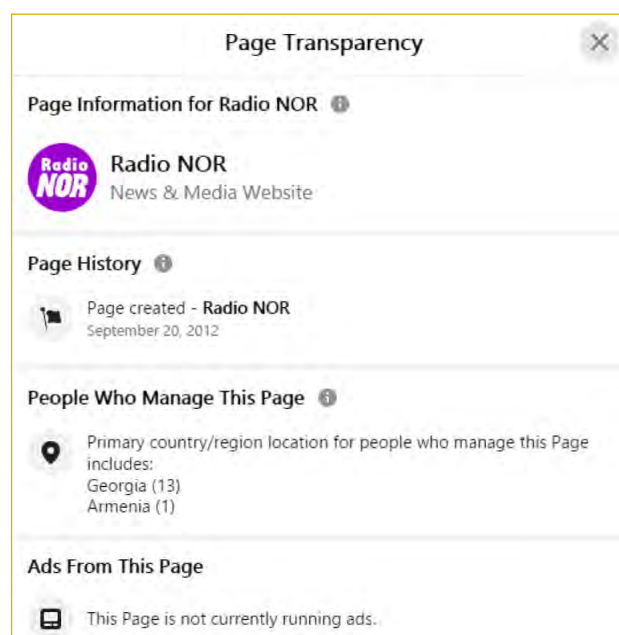 Page Transparency
Page Information for Radio NOR
Radio
NOR
Radio NOR
News & Media Website
Page History
Page created - Radio NOR
September 20, 2012
People Who Manage This Page
Primary country/region location for people who manage this Page
includes:
Georgia (13)
Armenia (1)
Ads From This Page
This Page is not currently running ads.